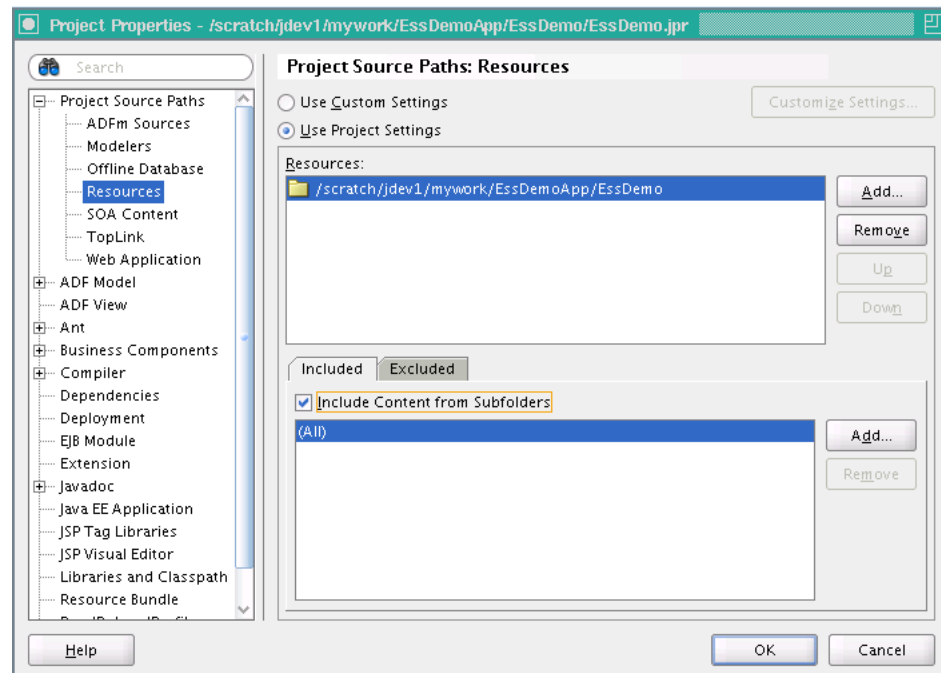 Project Properties - /scratch/jdev1/mywork/EssDemoApp/EssDemo/EssDemo.jpr
Search
Project Source Paths
ADFm Sources
Modelers
Offline Database
Resources
SOA Content
TopLink
Web Application
ADF Model
ADF View
Ant
Business Components
Compiler
Dependencies
Deployment
EJB Module
Extension
Javadoc
Java EE Application
JSP Tag Libraries
JSP Visual Editor
Libraries and Classpath
Resource Bundle
Project Source Paths: Resources
Use Custom Settings
Customize Settings...
Use Project Settings
Resources:
/scratch/jdev1/mywork/EssDemoApp/EssDemo
Add...
Remove
Up
Down
Included Excluded
Include Content from Subfolders
(All)
Add...
Remove
Help
OK
Cancel